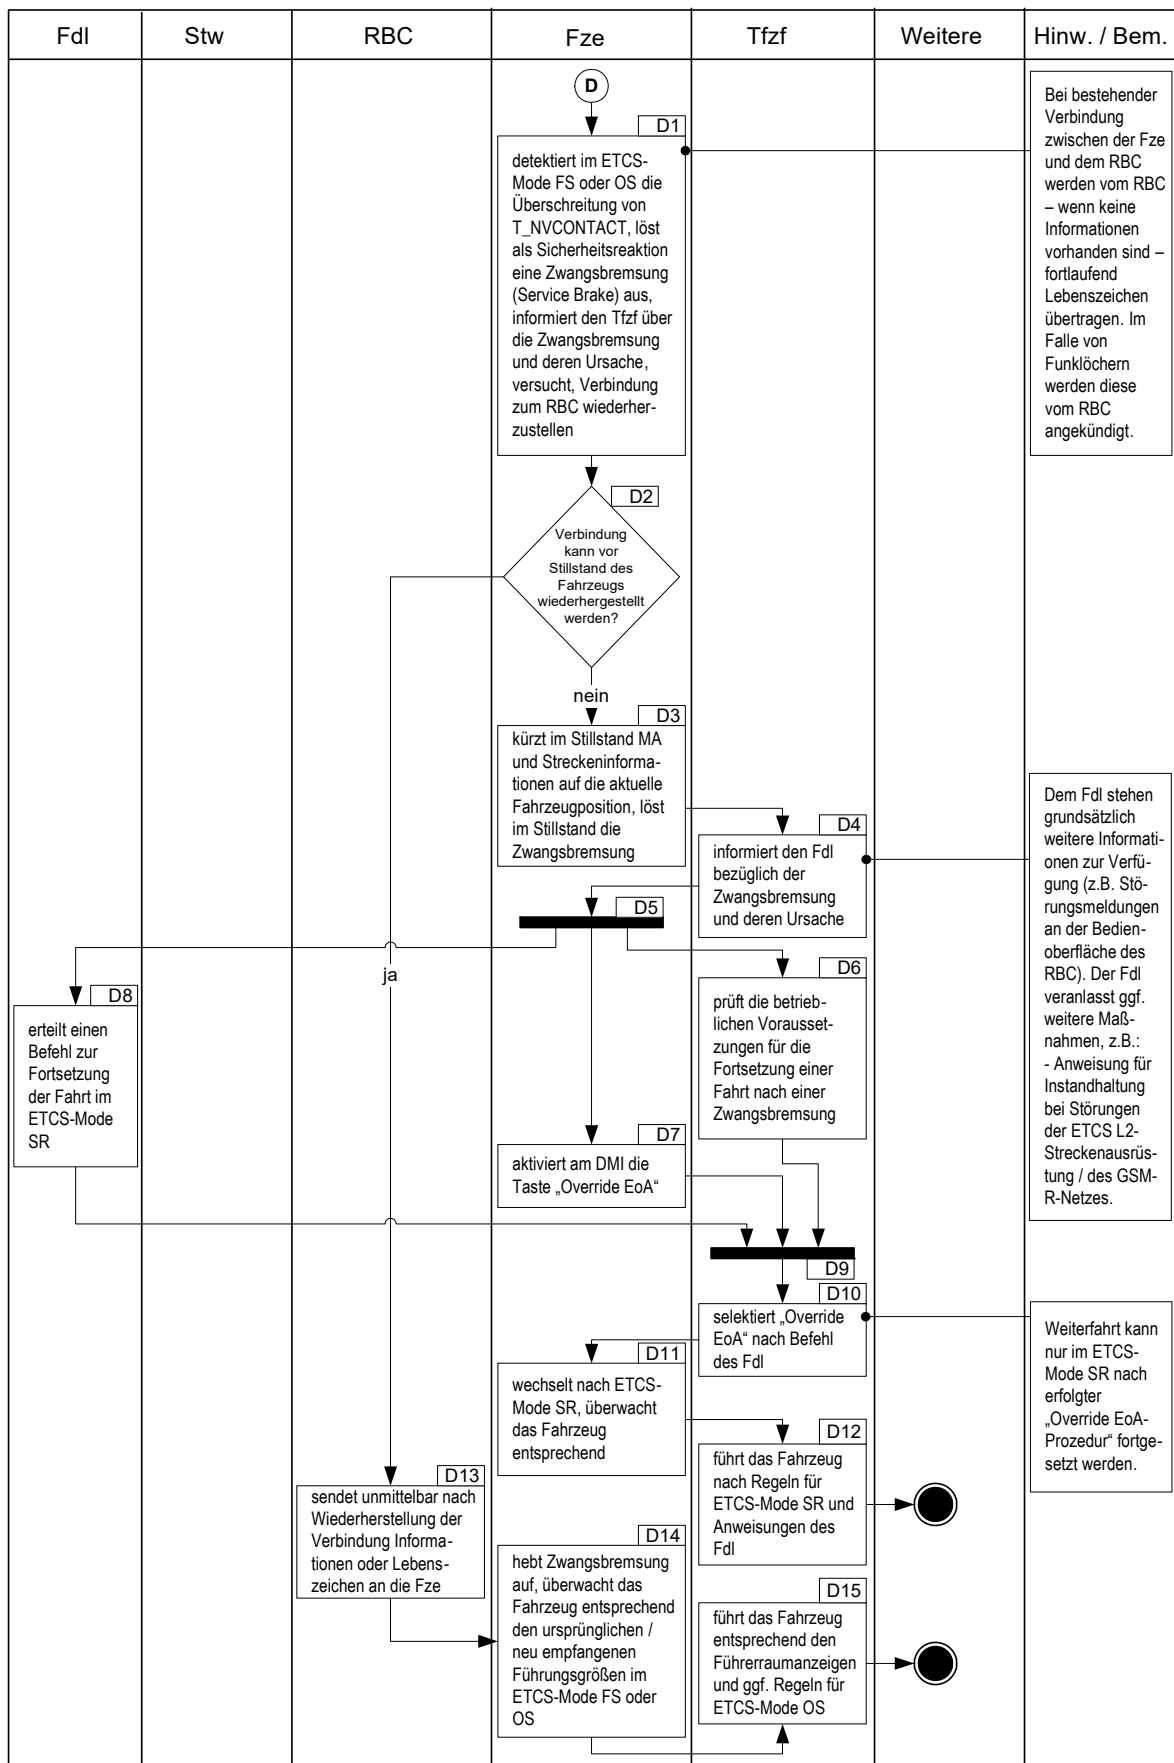 Fdl
Stw
RBC
Fze
Tfzf
Weitere
Hinw. / Bem.
D
D1
detektiert im ETCS-
Mode FS oder OS die
Überschreitung von
T_NVCONTACT, löst
als Sicherheitsreaktion
eine Zwangsbremsung
(Service Brake) aus,
informiert den Tfzf über
die Zwangsbremsung
und deren Ursache,
versucht, Verbindung
zum RBC wiederher-
zustellen
Bei bestehender
Verbindung
zwischen der Fze
und dem RBC
werden vom RBC
– wenn keine
Informationen
vorhanden sind –
fortlaufend
Lebenszeichen
übertragen. Im
Falle von
Funklöchern
werden diese
vom RBC
angekündigt.
D2
Verbindung
kann vor
Stillstand des
Fahrzeugs
wiederhergestellt
werden?
nein
D3
kürzt im Stillstand MA
und Streckeninforma-
tionen auf die aktuelle
Fahrzeugposition, löst
im Stillstand die
Zwangsbremsung
D4
informiert den Fdl
bezüglich der
Zwangsbremsung
und deren Ursache
Dem Fdl stehen
grundsätzlich
weitere Informati-
onen zur Verfü-
gung (z.B. Stö-
rungsmeldungen
an der Bedien-
oberfläche des
RBC). Der Fdl
veranlasst ggf.
weitere Maß-
nahmen, z.B.:
- Anweisung für
Instandhaltung
bei Störungen
der ETCS L2-
Streckenausrüs-
tung / des GSM-
R-Netzes.
D5
ja
D6
prüft die betrieb-
lichen Vorausset-
zungen für die
Fortsetzung einer
Fahrt nach einer
Zwangsbremsung
D8
erteilt einen
Befehl zur
Fortsetzung
der Fahrt im
ETCS-Mode
SR
D7
aktiviert am DMI die
Taste „Override EoA“
D9
D10
selektiert „Override
EoA“ nach Befehl
des Fdl
Weiterfahrt kann
nur im ETCS-
Mode SR nach
erfolgter
„Override EoA-
Prozedur“ fortge-
setzt werden.
D11
wechselt nach ETCS-
Mode SR, überwacht
das Fahrzeug
entsprechend
D12
führt das Fahrzeug
nach Regeln für
ETCS-Mode SR und
Anweisungen des
Fdl
D13
sendet unmittelbar nach
Wiederherstellung der
Verbindung Informa-
tionen oder Lebens-
zeichen an die Fze
D14
hebt Zwangsbremsung
auf, überwacht das
Fahrzeug entsprechend
den ursprünglichen /
neu empfangenen
Führungsgrößen im
ETCS-Mode FS oder
OS
D15
führt das Fahrzeug
entsprechend den
Führerraumanzeigen
und ggf. Regeln für
ETCS-Mode OS